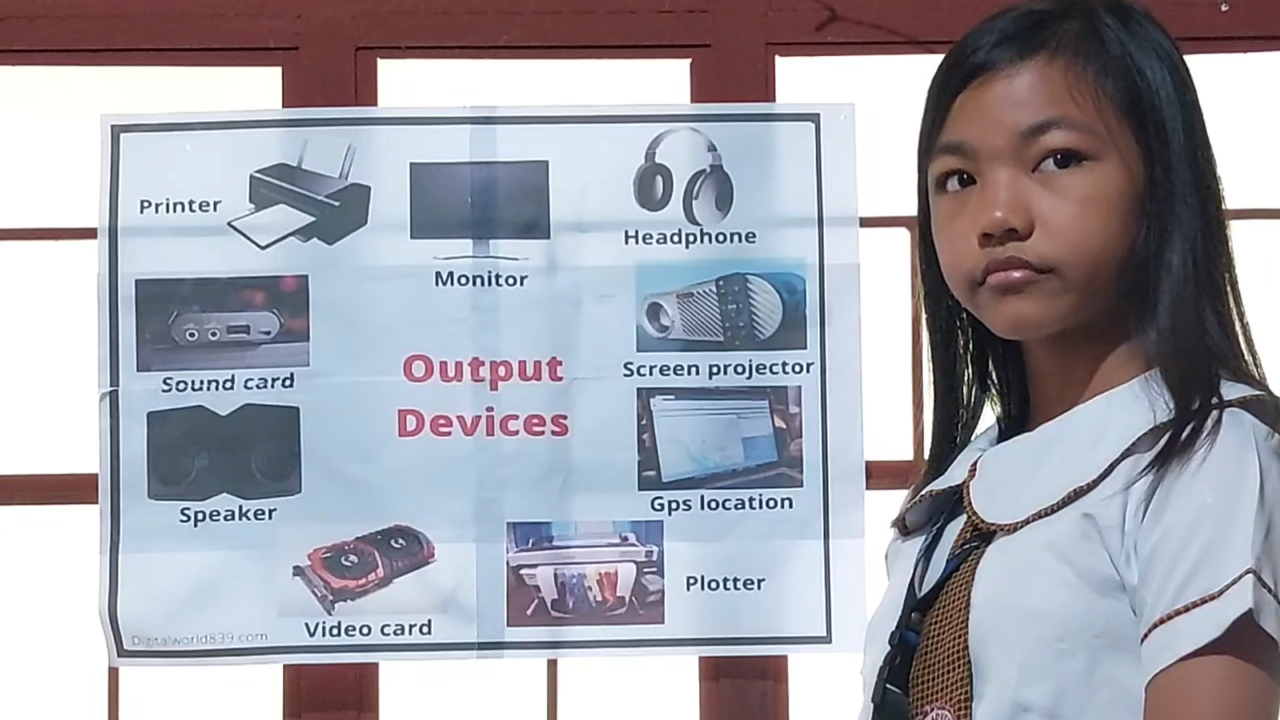 Printer
Monitor
Headphone
Sound card
Screen projector
Output
Devices
Speaker
Gps location
Video card
Plotter
Digitalworld839.com